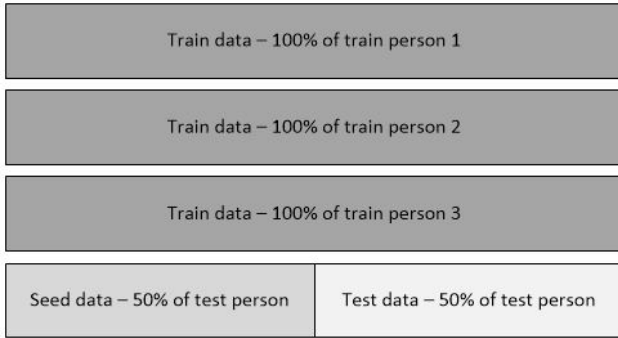 Train data – 100% of train person 1
Train data – 100% of train person 2
Train data – 100% of train person 3
Seed data – 50% of test person
Test data – 50% of test person